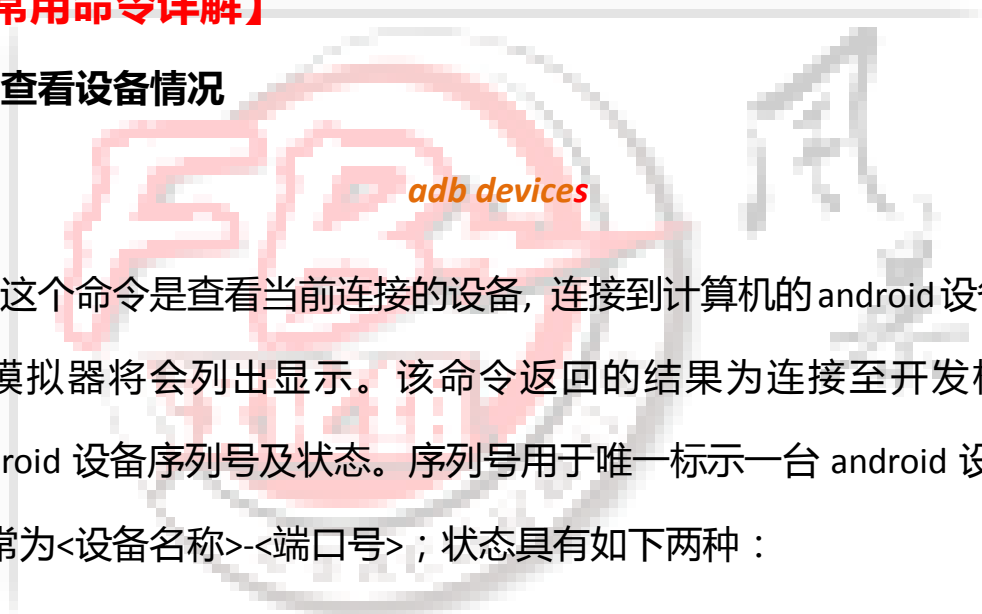 常用命令详解】
查看设备情况
adb devices
这个命令是查看当前连接的设备, 连接到计算机的android设备
模拟器将会列出显示。该命令返回的结果为连接至开发机
roid 设备序列号及状态。序列号用于唯一标示一台 android 设
常为<设备名称>-<端口号>；状态具有如下两种：